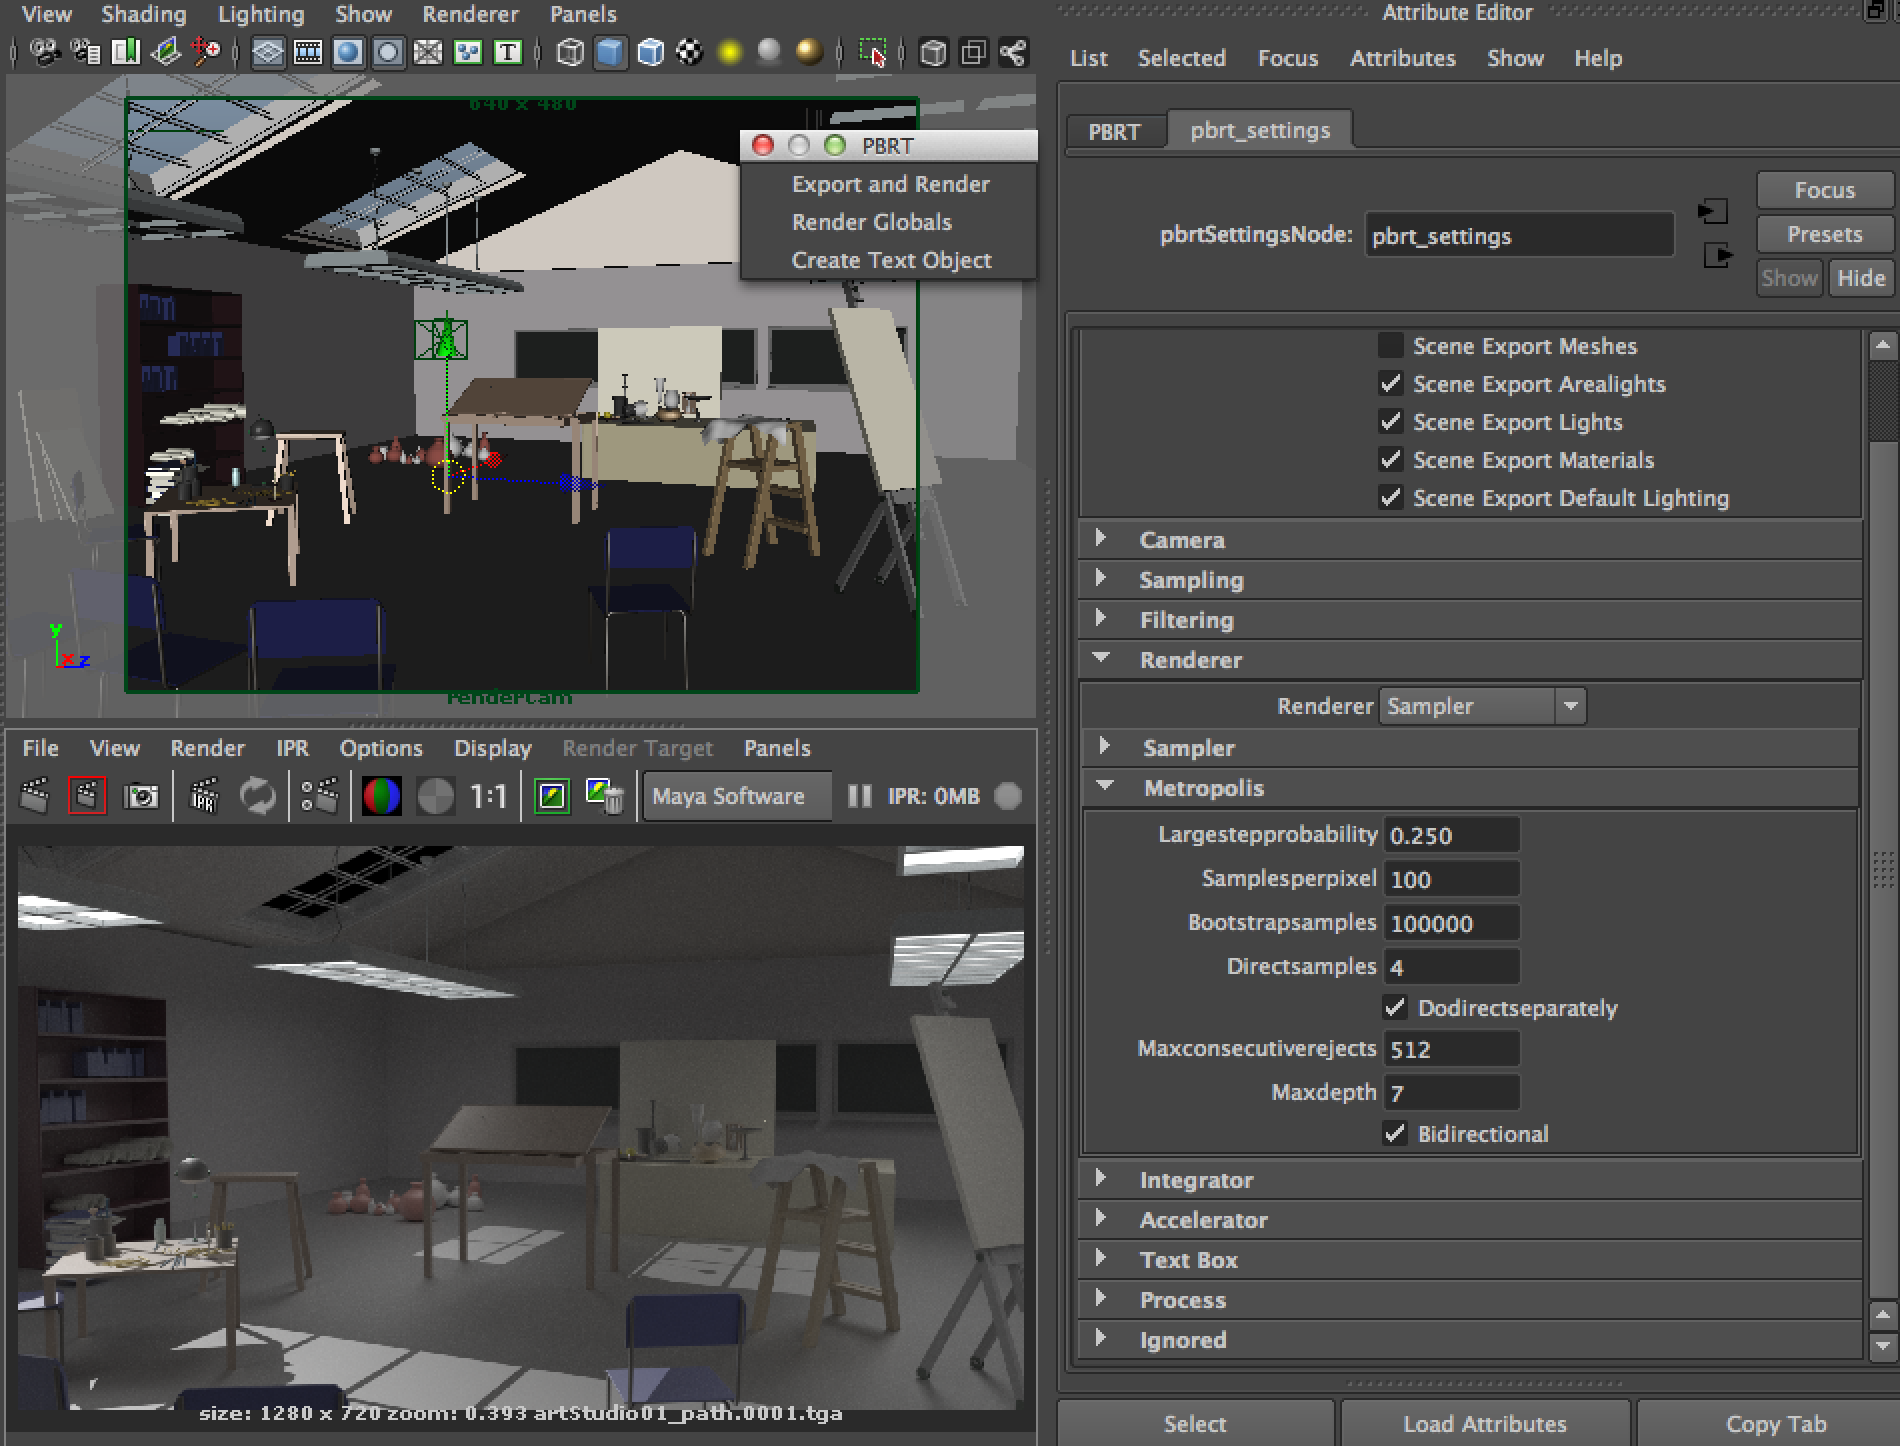 View Shading Lighting Show Renderer Panels
T
640 x 480
PBRT
Export and Render
Render Globals
Create Text Object
y
x z
renderCam
File View Render IPR Options Display Render Target Panels
IPR 1:1 Maya Software IPR: 0MB
size: 1280 x 720 zoom: 0.393 artStudio01_path.0001.tga
Attribute Editor
List Selected Focus Attributes Show Help
PBRT pbrt_settings
pbrtSettingsNode: pbrt_settings
Focus
Presets
Show Hide
Scene Export Meshes
Scene Export Arealights
Scene Export Lights
Scene Export Materials
Scene Export Default Lighting
Camera
Sampling
Filtering
Renderer
Renderer Sampler
Sampler
Metropolis
Largestepprobability 0.250
Samplesperpixel 100
Bootstrapsamples 100000
Directsamples 4
Dodirectseparately
Maxconsecutiverejects 512
Maxdepth 7
Bidirectional
Integrator
Accelerator
Text Box
Process
Ignored
Select Load Attributes Copy Tab